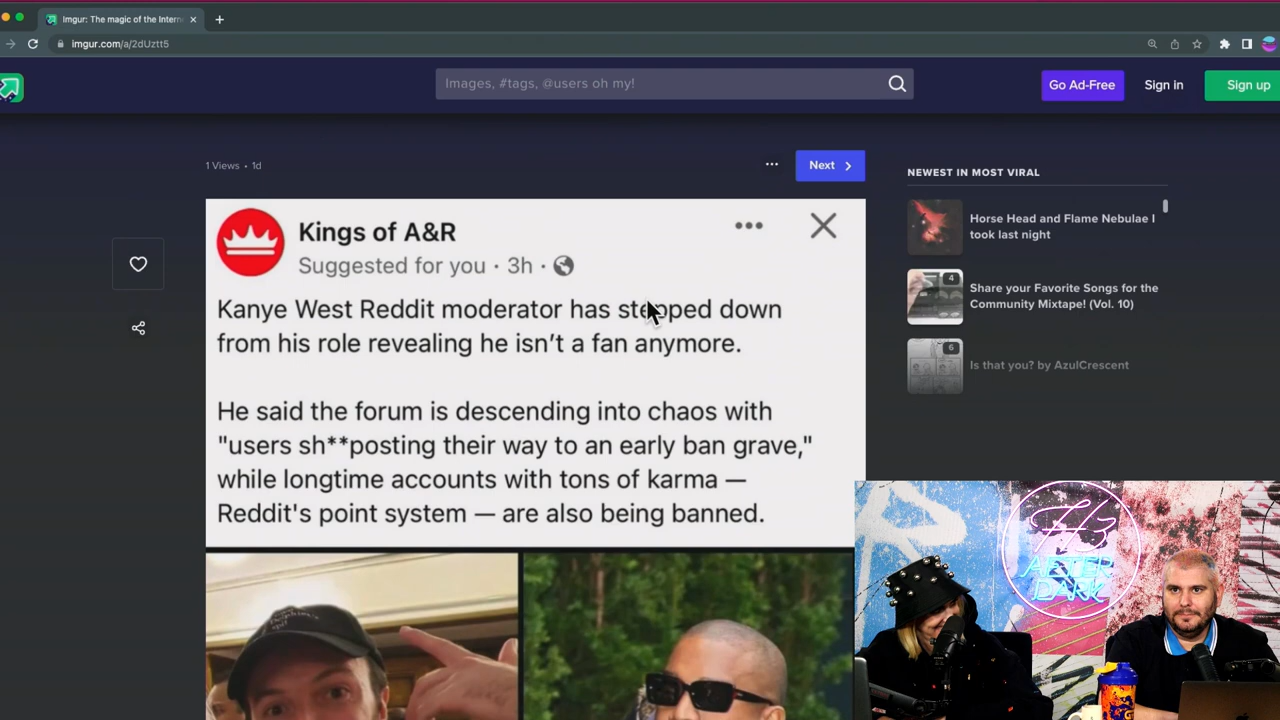 Imgur: The magic of the Intern
imgur.com/a/2dUztt5
Images, #tags, @users oh my!
Go Ad-Free
Sign in
Sign up
1 Views • 1d
Next
NEWEST IN MOST VIRAL
Horse Head and Flame Nebulae I
took last night
4
Share your Favorite Songs for the
Community Mixtape! (Vol. 10)
6
Is that you? by AzulCrescent
Kings of A&R
Suggested for you · 3h ·
Kanye West Reddit moderator has stepped down
from his role revealing he isn't a fan anymore.
He said the forum is descending into chaos with
"users sh**posting their way to an early ban grave,"
while longtime accounts with tons of karma —
Reddit's point system — are also being banned.
H3
AFTER
DARK